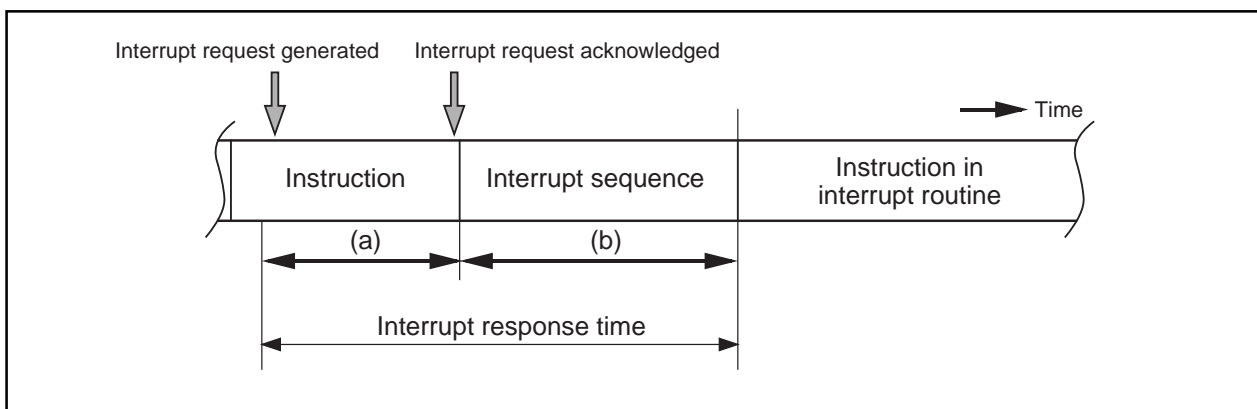 Interrupt request generated
Interrupt request acknowledged
Time
Instruction
Interrupt sequence
Instruction in
interrupt routine
(a)
(b)
Interrupt response time